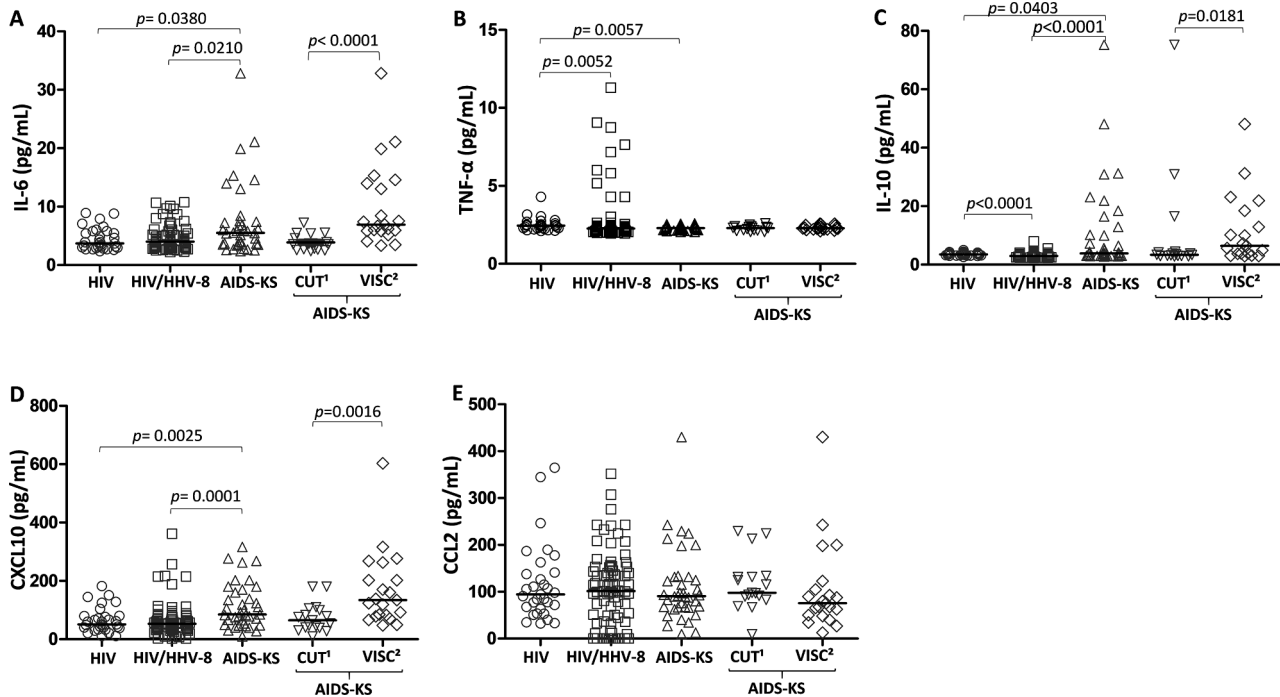 A
p= 0.0380
p= 0.0210
p< 0.0001
IL-6 (pg/mL)
40
30
20
10
0
HIV
HIV/HHV-8
AIDS-KS
CUT¹
VISC²
AIDS-KS
B
p= 0.0057
p= 0.0052
TNF-α (pg/mL)
15
10
5
0
HIV
HIV/HHV-8
AIDS-KS
CUT¹
VISC²
AIDS-KS
C
p= 0.0403
p<0.0001
p=0.0181
p<0.0001
IL-10 (pg/mL)
80
60
40
20
0
HIV
HIV/HHV-8
AIDS-KS
CUT¹
VISC²
AIDS-KS
D
p=0.0016
p= 0.0025
p= 0.0001
CXCL10 (pg/mL)
800
600
400
200
0
HIV
HIV/HHV-8
AIDS-KS
CUT¹
VISC²
AIDS-KS
E
CCL2 (pg/mL)
500
400
300
200
100
0
HIV
HIV/HHV-8
AIDS-KS
CUT¹
VISC²
AIDS-KS